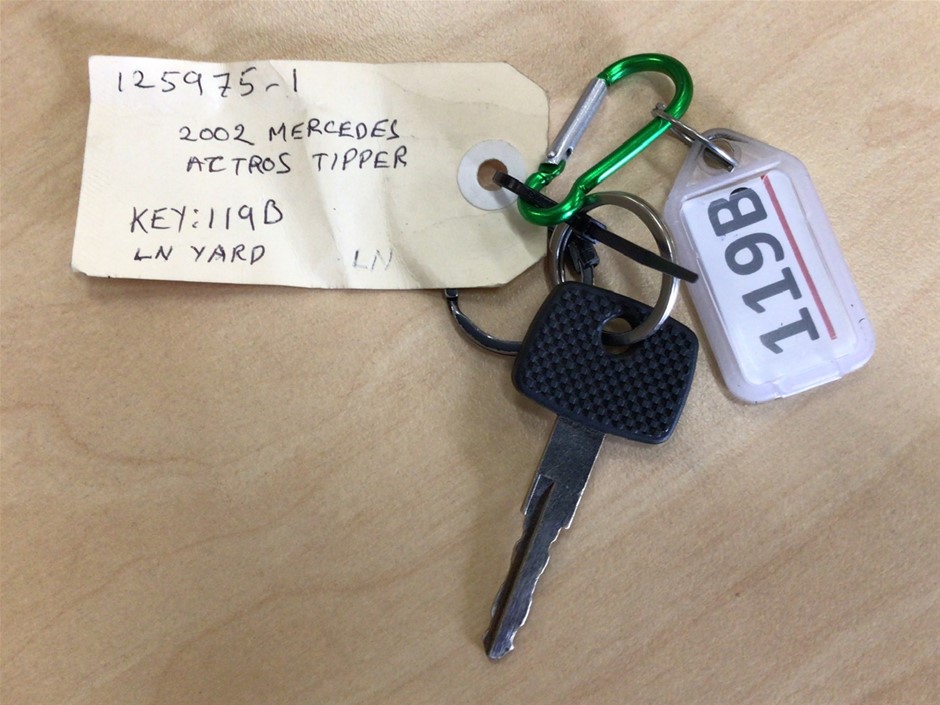 125975-1
2002 MERCEDES
ACTROS TIPPER
KEY:119B
LN YARD LN
119B